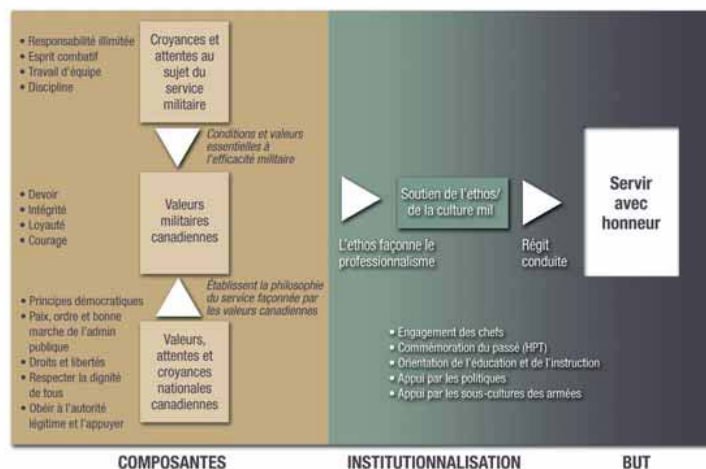 • Responsabilité illimitée
• Esprit combatif
• Travail d'équipe
• Discipline
Croyances et
attentes au
sujet du
service
militaire
Conditions et valeurs
essentielles à
l'efficacité militaire
• Devoir
• Intégrité
• Loyauté
• Courage
Valeurs
militaires
canadiennes
Établissent la philosophie
du service façonnée par
les valeurs canadiennes
• Principes démocratiques
• Paix, ordre et bonne
marche de l'admin
publique
• Droits et libertés
• Respecter la dignité
de tous
• Obéir à l'autorité
légitime et l'appuyer
Valeurs,
attentes et
croyances
nationales
canadiennes
L'ethos façonne le
professionnalisme
Soutien de l'ethos/
de la culture mil
Régit
conduite
Servir
avec
honneur
• Engagement des chefs
• Commémoration du passé (HPT)
• Orientation de l'éducation et de l'instruction
• Appui par les politiques
• Appui par les sous-cultures des armées
COMPOSANTES
INSTITUTIONNALISATION
BUT